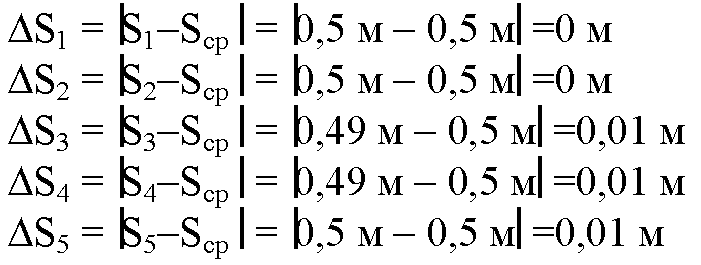 ΔS₁ = |S₁–Sср | = |0,5 м – 0,5 м| =0 м
ΔS₂ = |S₂–Sср | = |0,5 м – 0,5 м| =0 м
ΔS₃ = |S₃–Sср | = |0,49 м – 0,5 м| =0,01 м
ΔS₄ = |S₄–Sср | = |0,49 м – 0,5 м| =0,01 м
ΔS₅ = |S₅–Sср | = |0,5 м – 0,5 м| =0,01 м